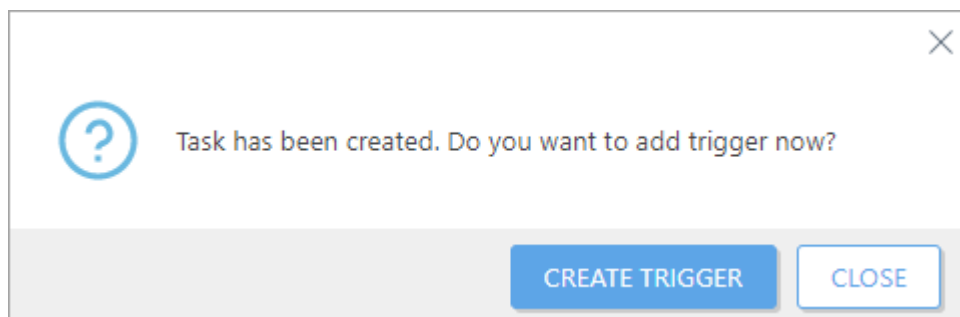 Task has been created. Do you want to add trigger now?
CREATE TRIGGER
CLOSE